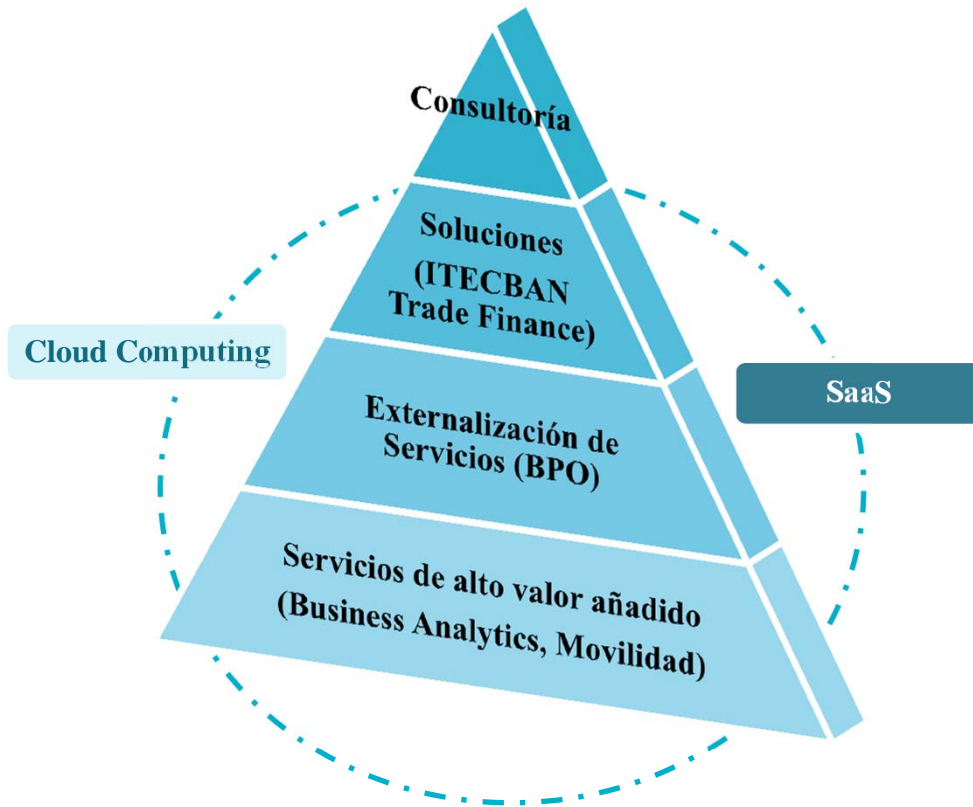 Consultoría
Soluciones
(ITECBAN
Trade Finance)
Cloud Computing
SaaS
Externalización de
Servicios (BPO)
Servicios de alto valor añadido
(Business Analytics, Movilidad)